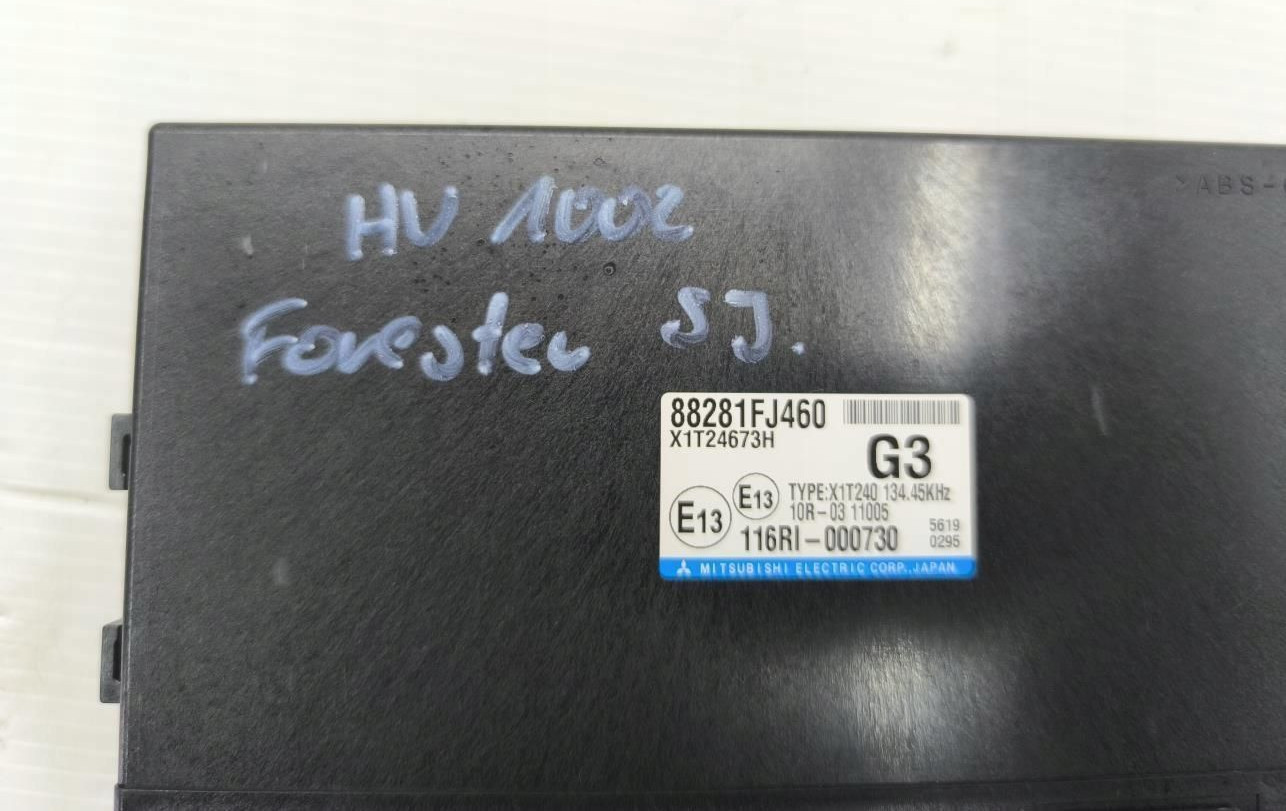 HV 1002
Forester SJ.
>ABS-
88281FJ460
X1T24673H
G3
E13
E13
TYPE:X1T240 134.45KHz
10R-03 11005
116RI-000730
5619
0295
MITSUBISHI ELECTRIC CORP., JAPAN